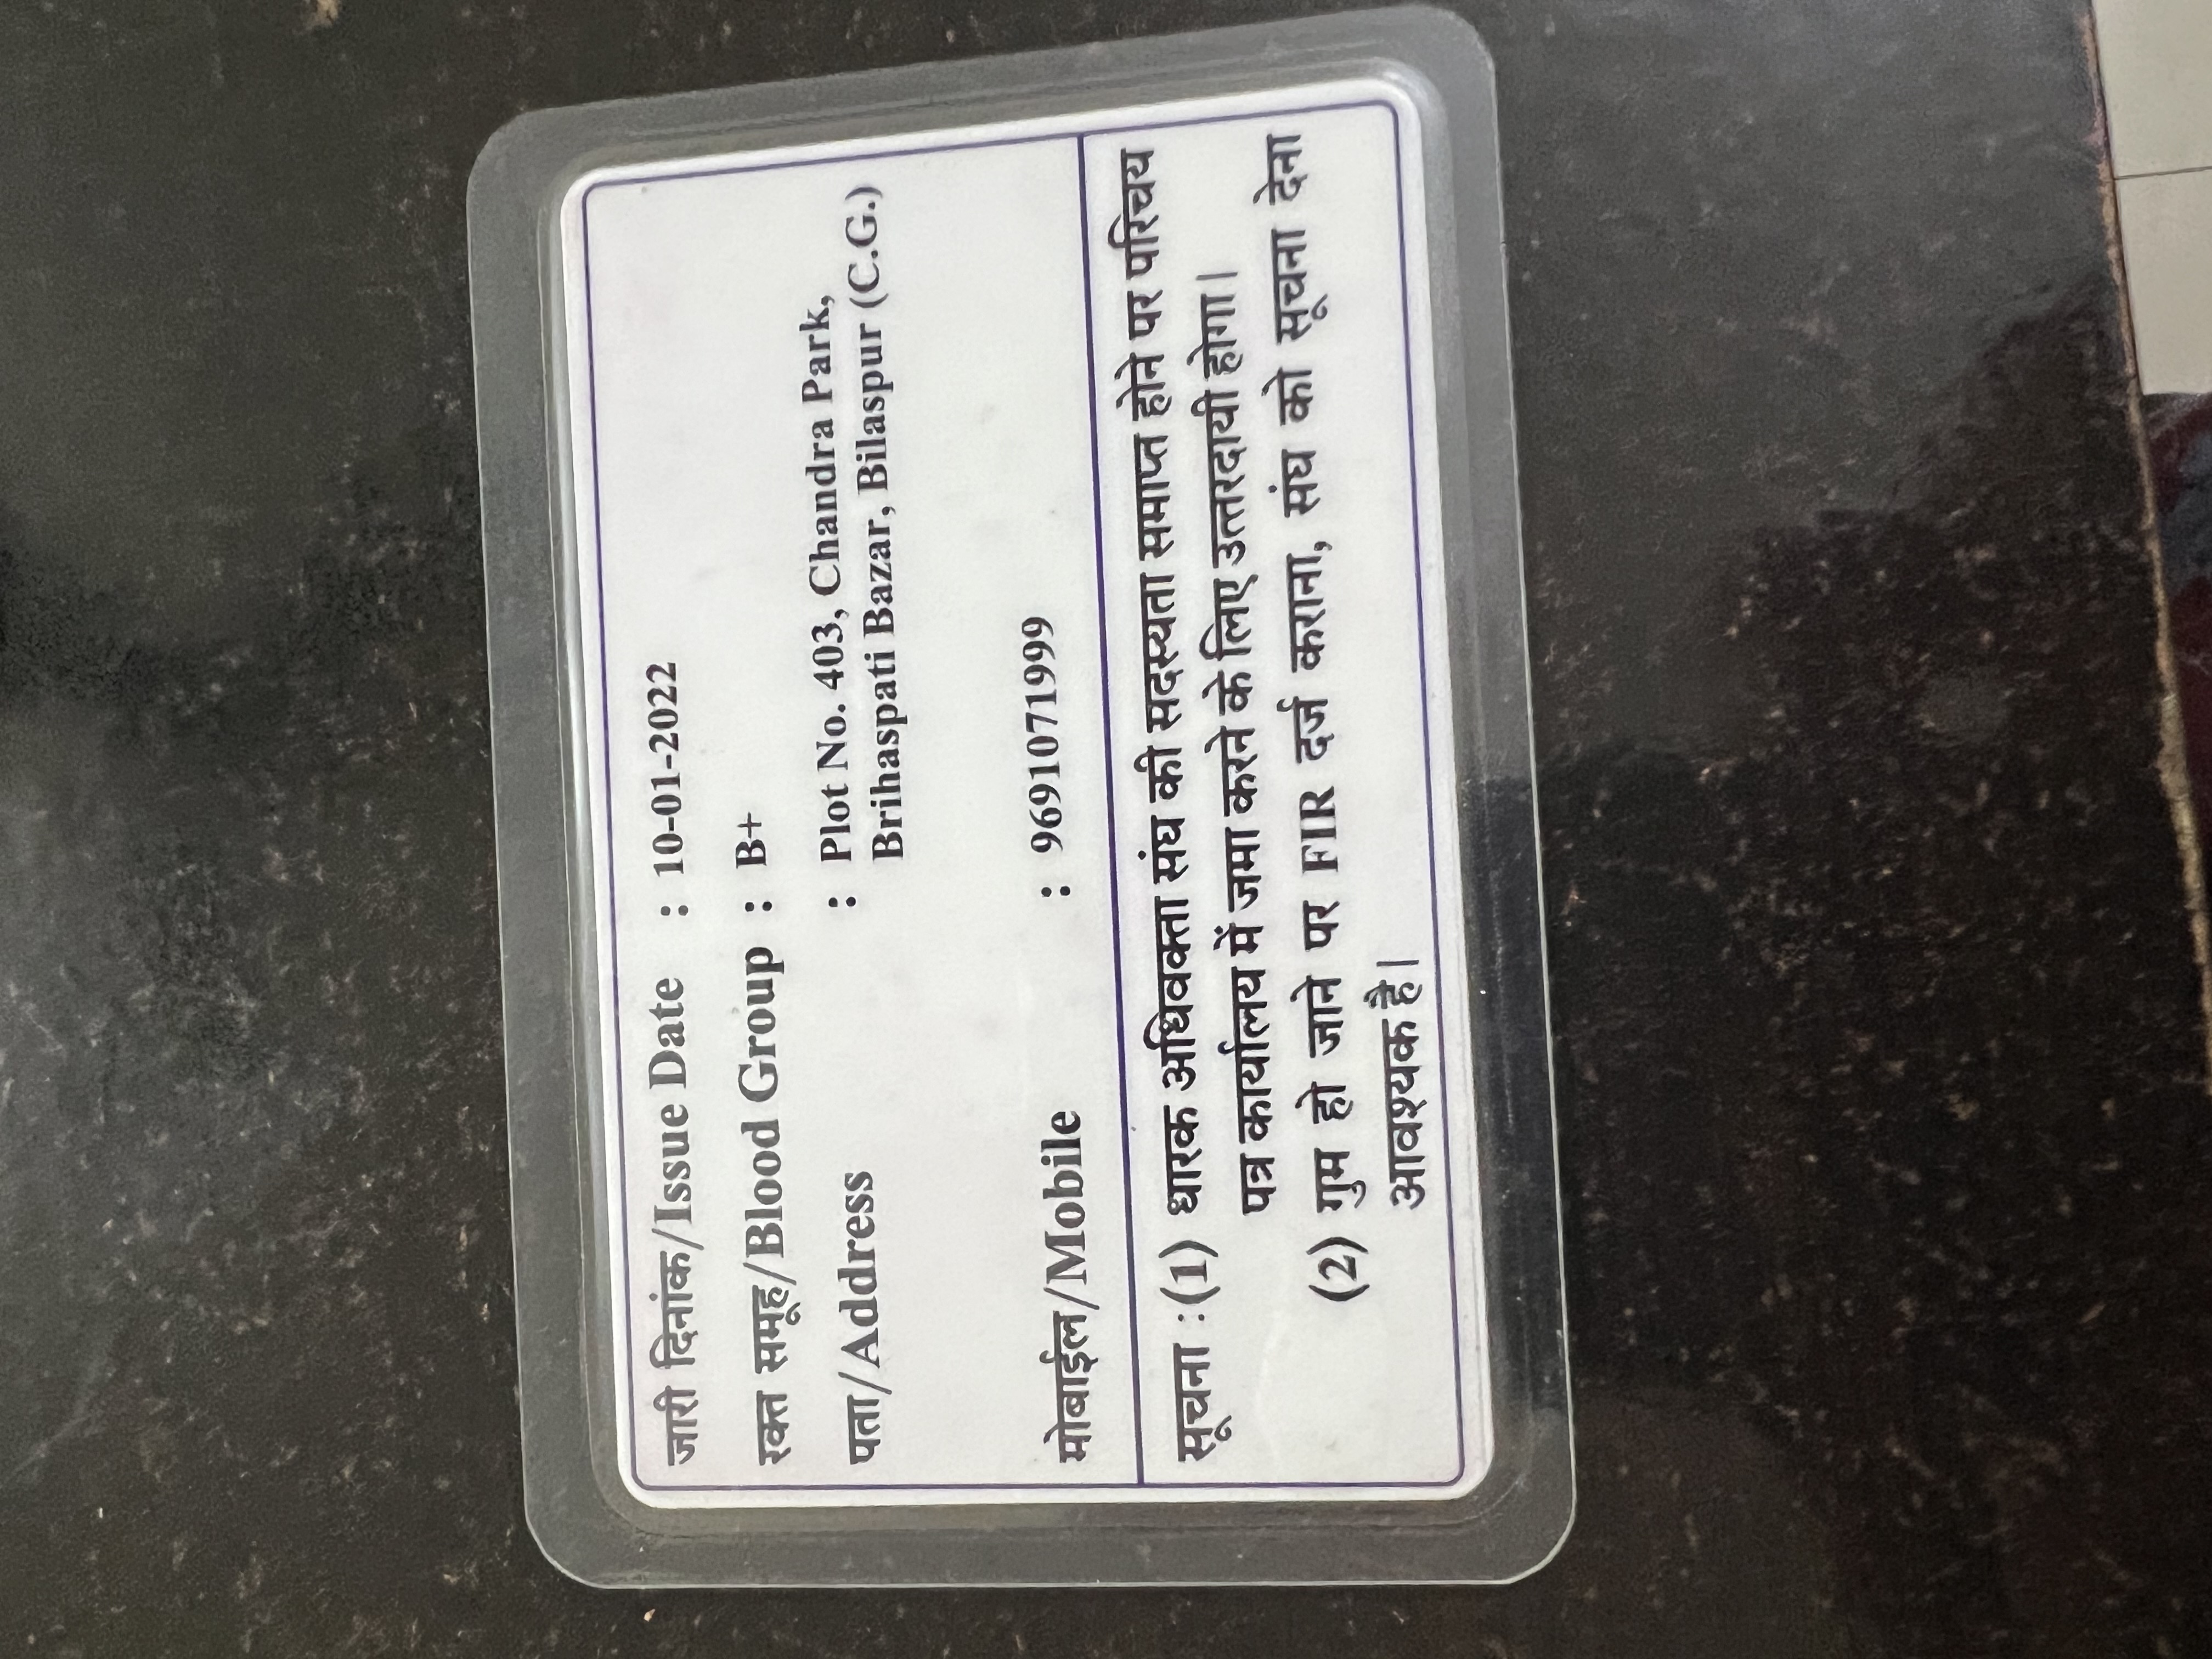 जारी दिनांक/Issue Date : 10-01-2022
रक्त समूह/Blood Group : B+
पता/Address : Plot No. 403, Chandra Park,
Brihaspati Bazar, Bilaspur (C.G.)
मोबाईल/Mobile : 9691071999
सूचना :(1) धारक अधिवक्ता संघ की सदस्यता समाप्त होने पर परिचय
पत्र कार्यालय में जमा करने के लिए उत्तरदायी होगा।
(2) गुम हो जाने पर FIR दर्ज कराना, संघ को सूचना देना
आवश्यक है।